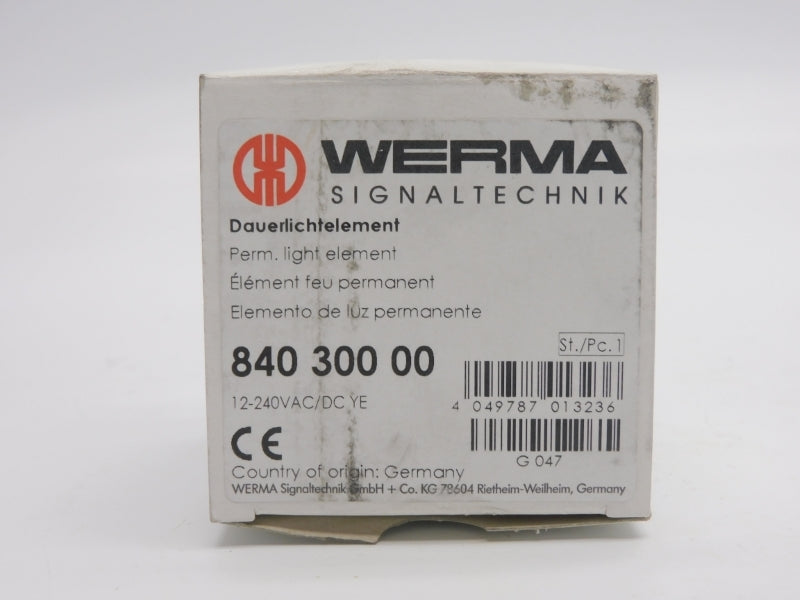 WERMA
SIGNALTECHNIK
Dauerlichtelement
Perm. light element
Élément feu permanent
Elemento de luz permanente
840 300 00
St./Pc. 1
12-240VAC/DC YE
4 049787 013236
CE
G 047
Country of origin: Germany
WERMA Signaltechnik GmbH + Co. KG 78604 Rietheim-Weilheim, Germany